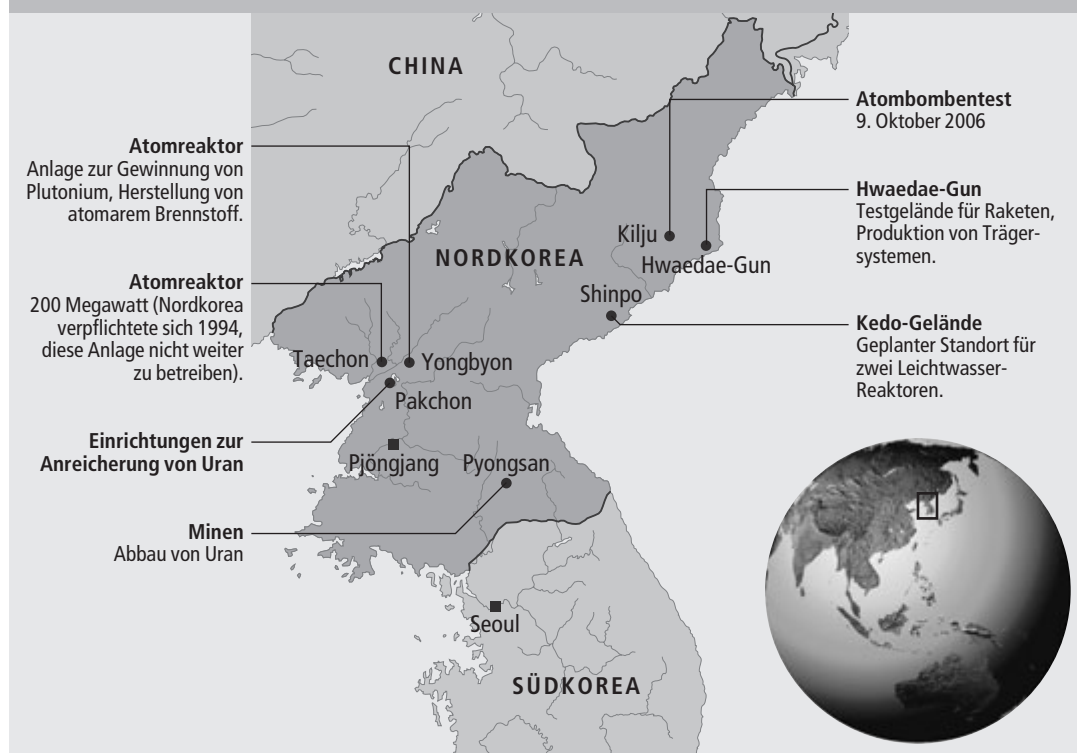 CHINA
Atomreaktor
Anlage zur Gewinnung von
Plutonium, Herstellung von
atomarem Brennstoff.
Atomreaktor
200 Megawatt (Nordkorea
verpflichtete sich 1994,
diese Anlage nicht weiter
zu betreiben).
Einrichtungen zur
Anreicherung von Uran
Minen
Abbau von Uran
NORDKOREA
Kilju
Hwaedae-Gun
Shinpo
Taechon
Yongbyon
Pakchon
Pjöngjang
Pyongsan
Seoul
SÜDKOREA
Atombombentest
9. Oktober 2006
Hwaedae-Gun
Testgelände für Raketen,
Produktion von Träger-
systemen.
Kedo-Gelände
Geplanter Standort für
zwei Leichtwasser-
Reaktoren.